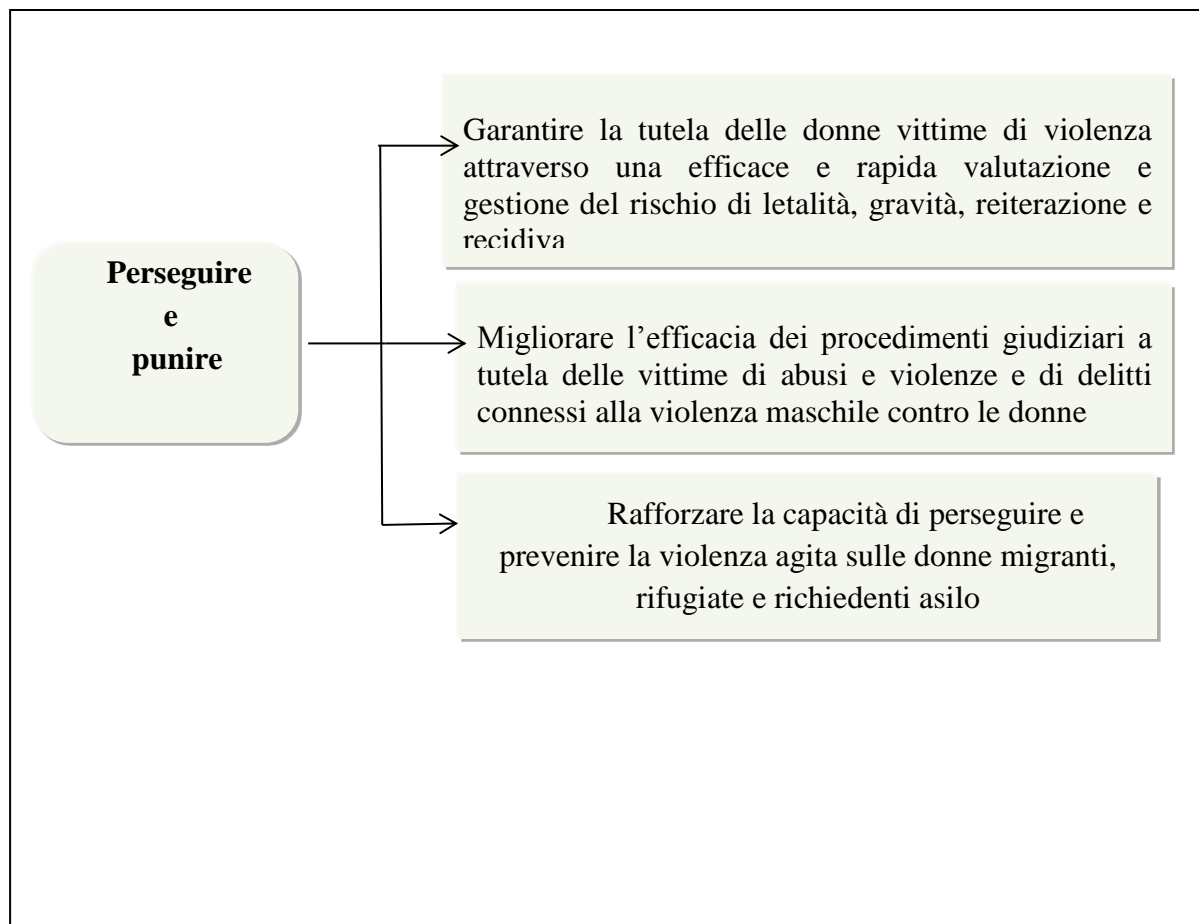 Perseguire
e
punire
Garantire la tutela delle donne vittime di violenza
attraverso una efficace e rapida valutazione e
gestione del rischio di letalità, gravità, reiterazione e
recidiva
Migliorare l’efficacia dei procedimenti giudiziari a
tutela delle vittime di abusi e violenze e di delitti
connessi alla violenza maschile contro le donne
Rafforzare la capacità di perseguire e
prevenire la violenza agita sulle donne migranti,
rifugiate e richiedenti asilo